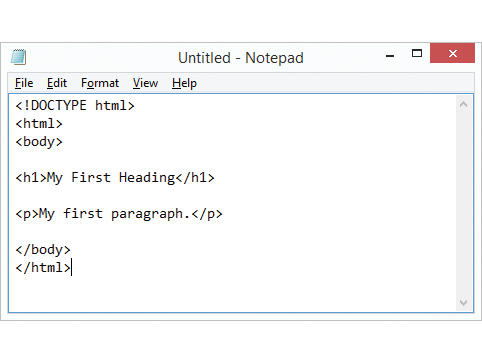 Untitled - Notepad
File Edit Format View Help
<!DOCTYPE html>
<html>
<body>
<h1>My First Heading</h1>
<p>My first paragraph.</p>
</body>
</html>